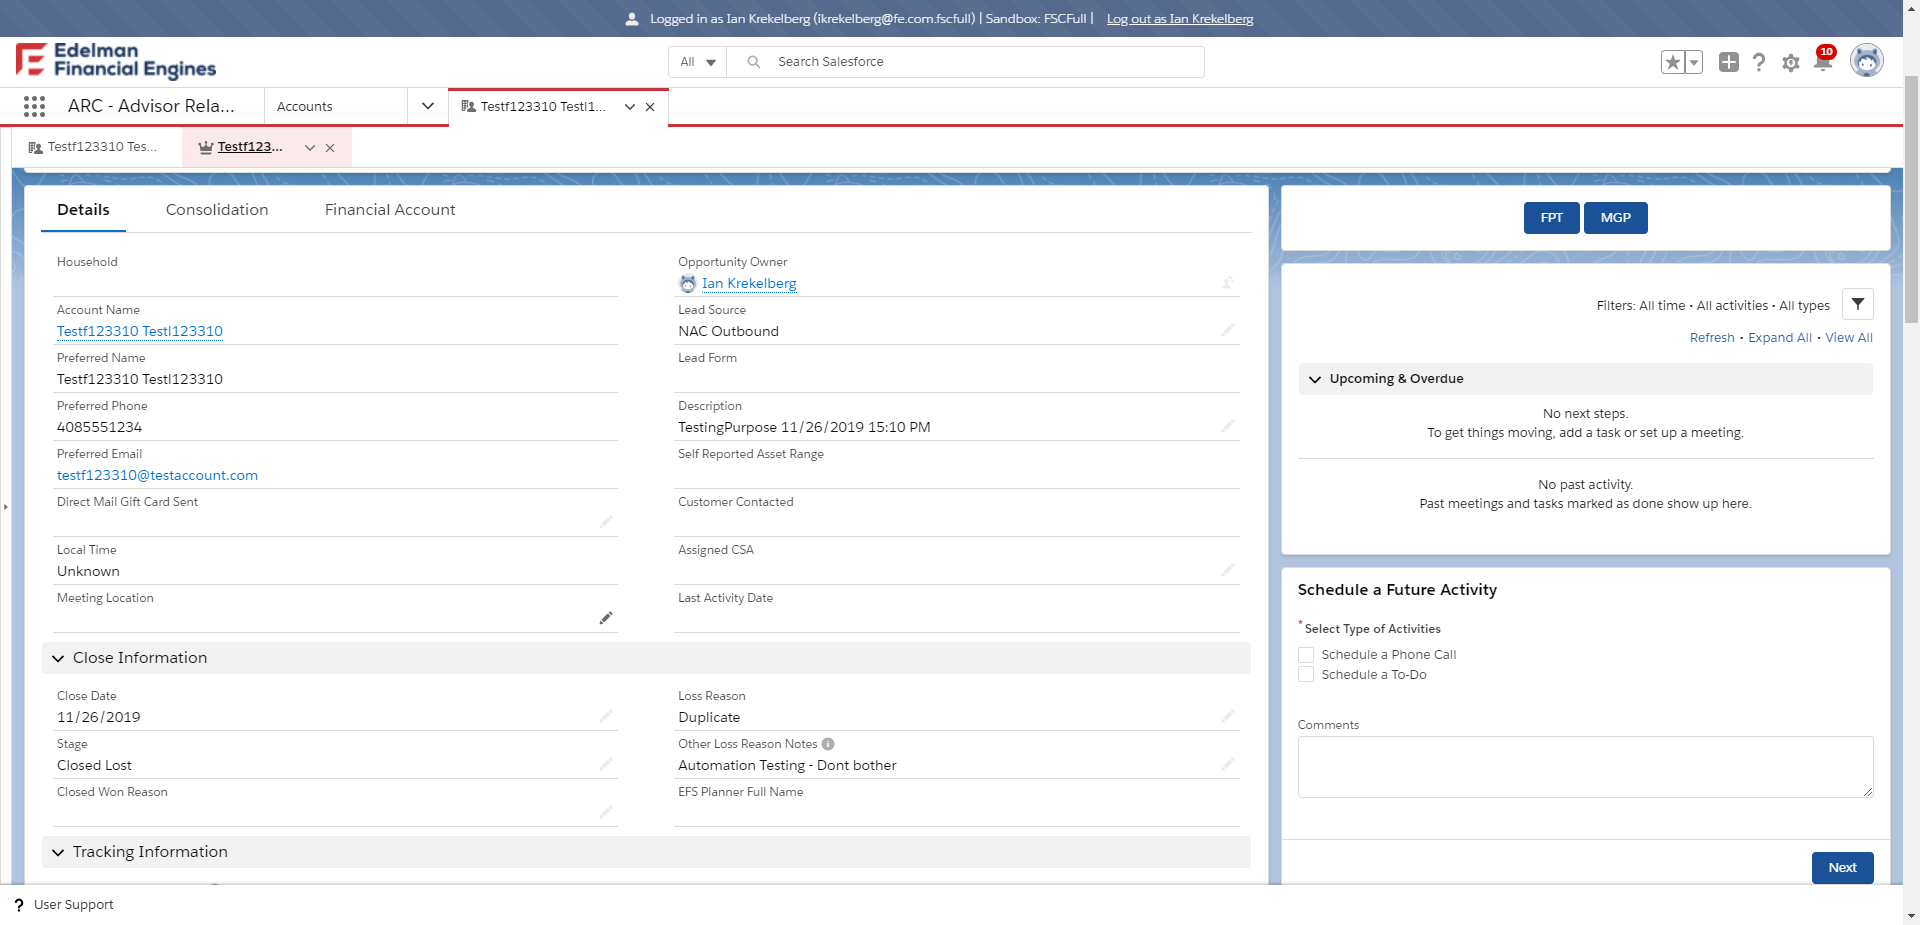 Logged in as Ian Krekelberg (ikrekelberg@fe.com.fscfull) | Sandbox: FSCFull | Log out as Ian Krekelberg
Edelman
Financial Engines
All
Search Salesforce
10
ARC - Advisor Rela...
Accounts
Testf123310 Testl1...
Testf123310 Tes...
Testf123...
Details
Consolidation
Financial Account
Household
Opportunity Owner
Ian Krekelberg
Account Name
Testf123310 Testl123310
Lead Source
NAC Outbound
Preferred Name
Testf123310 Testl123310
Lead Form
Preferred Phone
4085551234
Description
TestingPurpose 11/26/2019 15:10 PM
Preferred Email
testf123310@testaccount.com
Self Reported Asset Range
Direct Mail Gift Card Sent
Customer Contacted
Local Time
Unknown
Assigned CSA
Meeting Location
Last Activity Date
Close Information
Close Date
11/26/2019
Loss Reason
Duplicate
Stage
Closed Lost
Other Loss Reason Notes
Automation Testing - Dont bother
Closed Won Reason
EFS Planner Full Name
Tracking Information
FPT
MGP
Filters: All time • All activities • All types
Refresh • Expand All • View All
Upcoming & Overdue
No next steps.
To get things moving, add a task or set up a meeting.
No past activity.
Past meetings and tasks marked as done show up here.
Schedule a Future Activity
*Select Type of Activities
Schedule a Phone Call
Schedule a To-Do
Comments
Next
? User Support